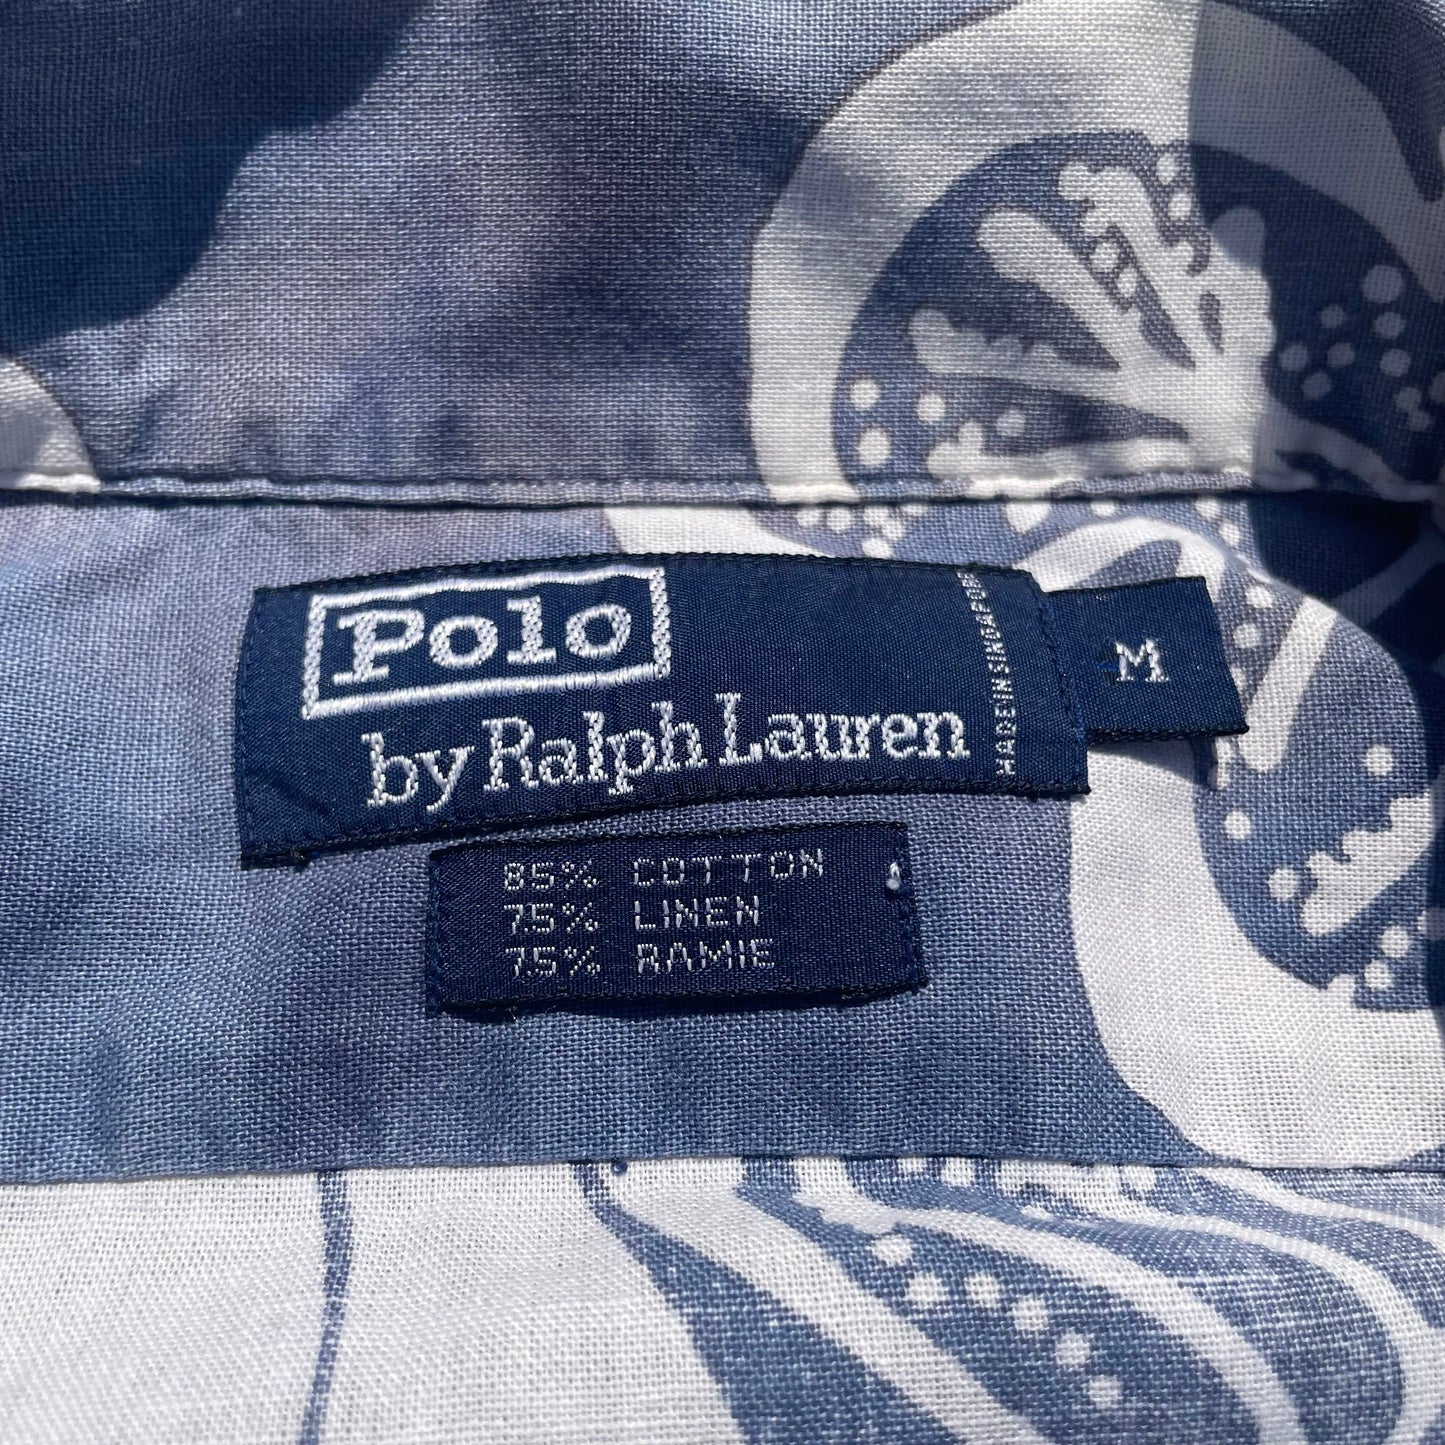 Polo
by Ralph Lauren
MADE IN SINGAPORE
M
85% COTTON
7.5% LINEN
7.5% RAMIE